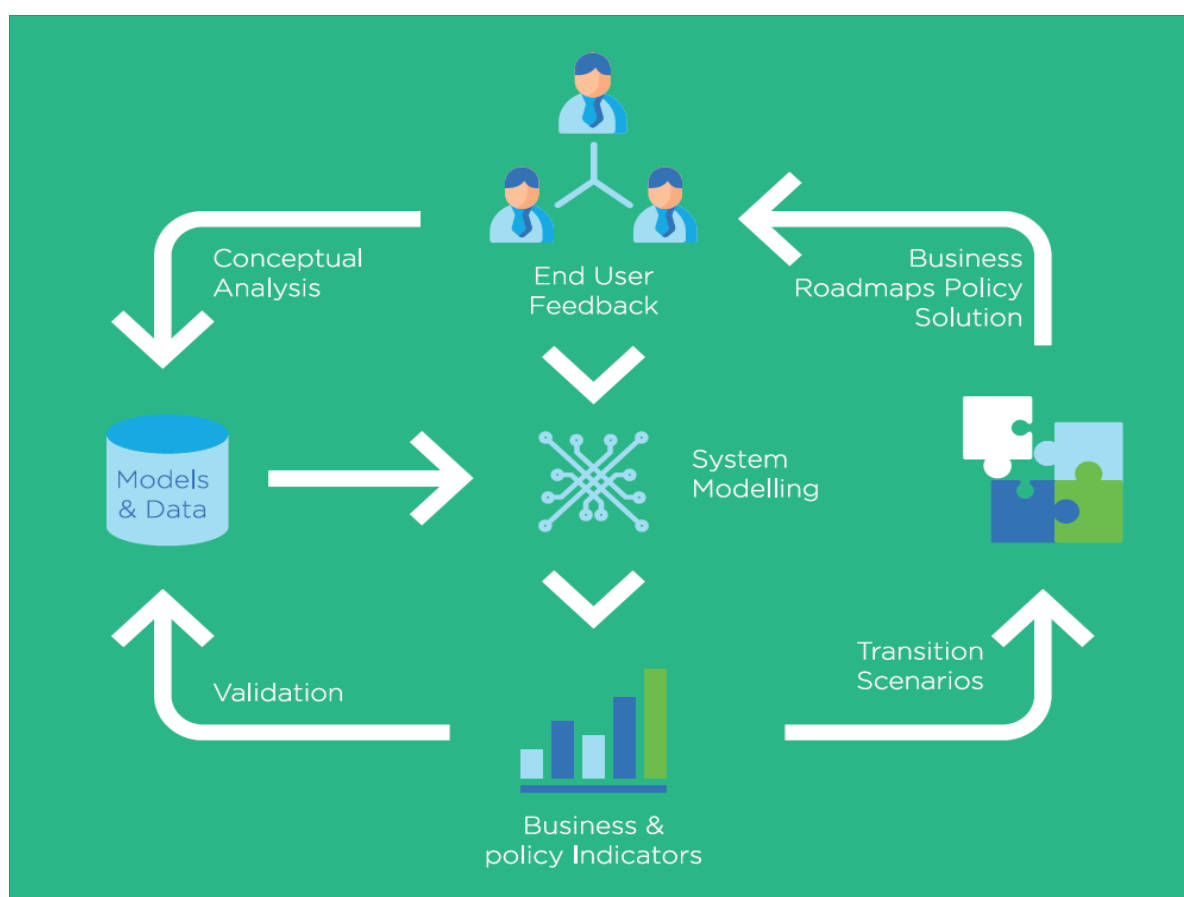 End User
Feedback
Conceptual
Analysis
Business
Roadmaps Policy
Solution
Models
& Data
System
Modelling
Validation
Transition
Scenarios
Business &
policy Indicators